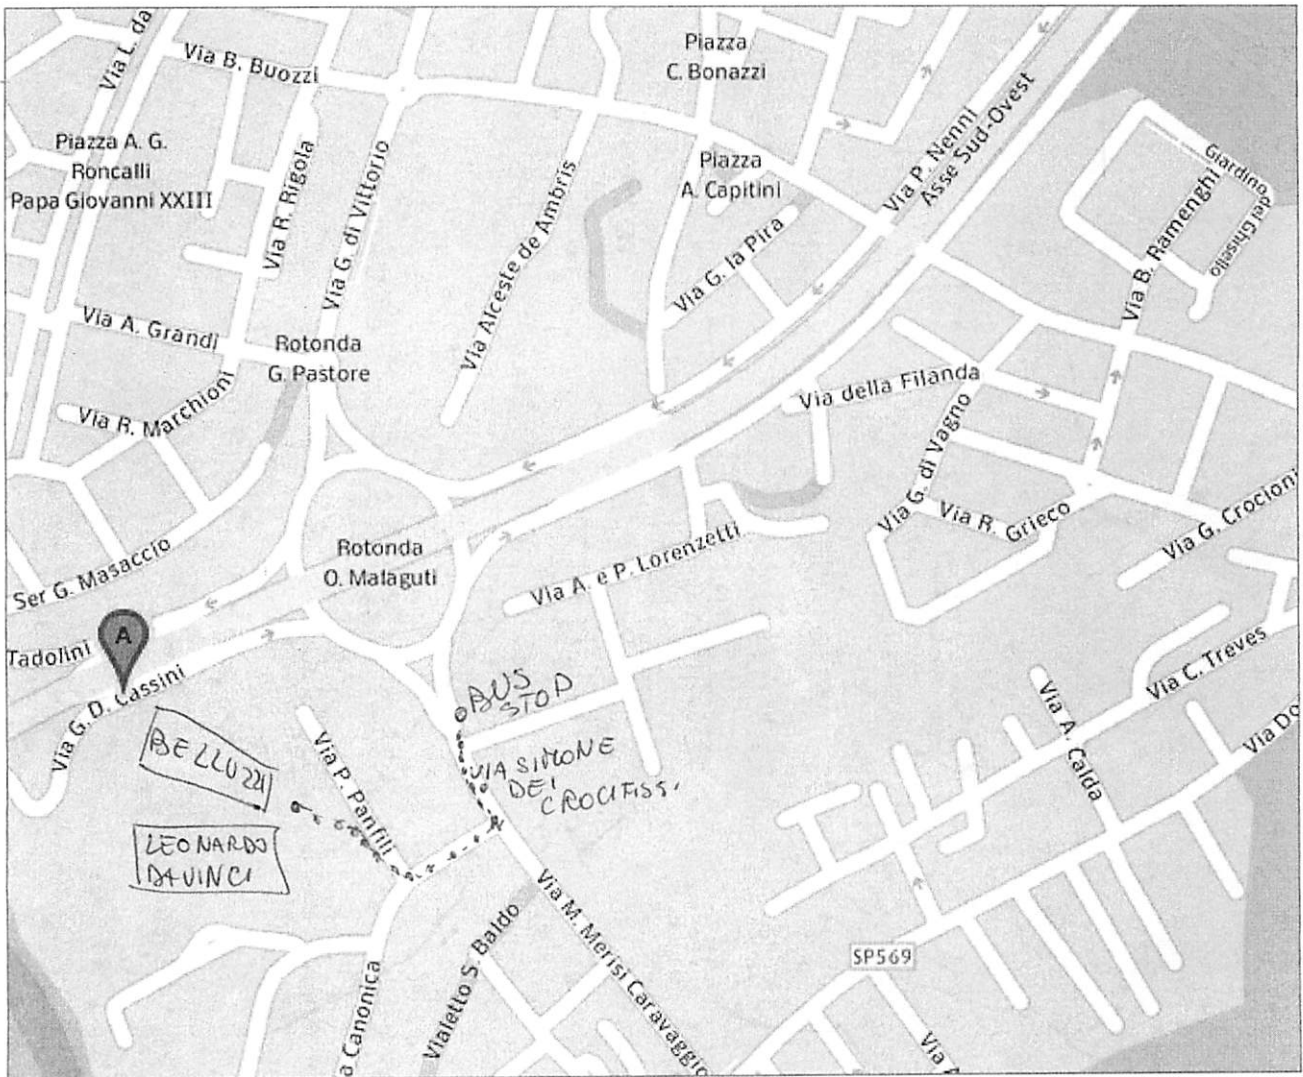 Via L. da
Via B. Buozzi
Piazza
C. Bonazzi
Via P. Nenni
Asse Sud-Ovest
Piazza A. G.
Roncalli
Papa Giovanni XXIII
Via R. Rigola
Via G. di Vittorio
Via Alceste de Ambris
Piazza
A. Capitini
Via G. la Pira
Giardino del Ghisello
Via B. Ramenghi
Via A. Grandi
Rotonda
G. Pastore
Via R. Marchioni
Via della Filanda
Via G. di Vagno
Via R. Grieco
Via G. Crocioni
Rotonda
O. Malaguti
Via A. e P. Lorenzetti
Ser G. Masaccio
A
Tadolini
Via G. D. Cassini
Via C. Treves
Via A. Calda
Via Do
BUS
STOP
BELLUZZI
Via P. Panfili
VIA SIMONE
DEI
CROCIFISSI
LEONARDO
DAVINCI
Via M. Merisi Caravaggio
Vialetto S. Baldo
a Canonica
SP569
Via A